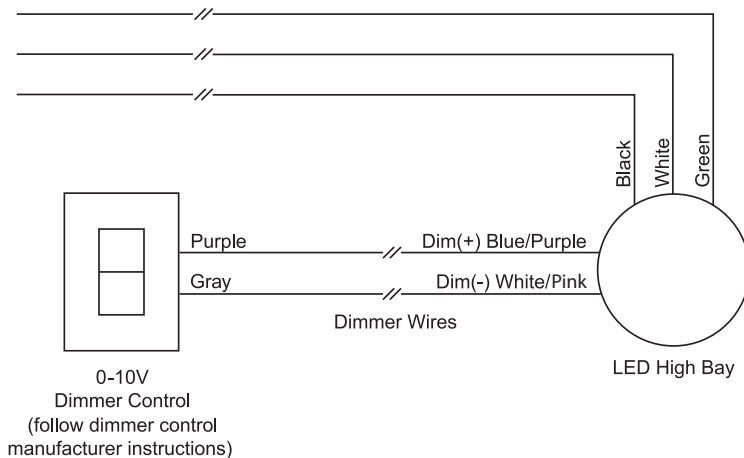 Black
White
Green
Purple
Dim(+) Blue/Purple
Gray
Dim(-) White/Pink
Dimmer Wires
LED High Bay
0-10V
Dimmer Control
(follow dimmer control
manufacturer instructions)